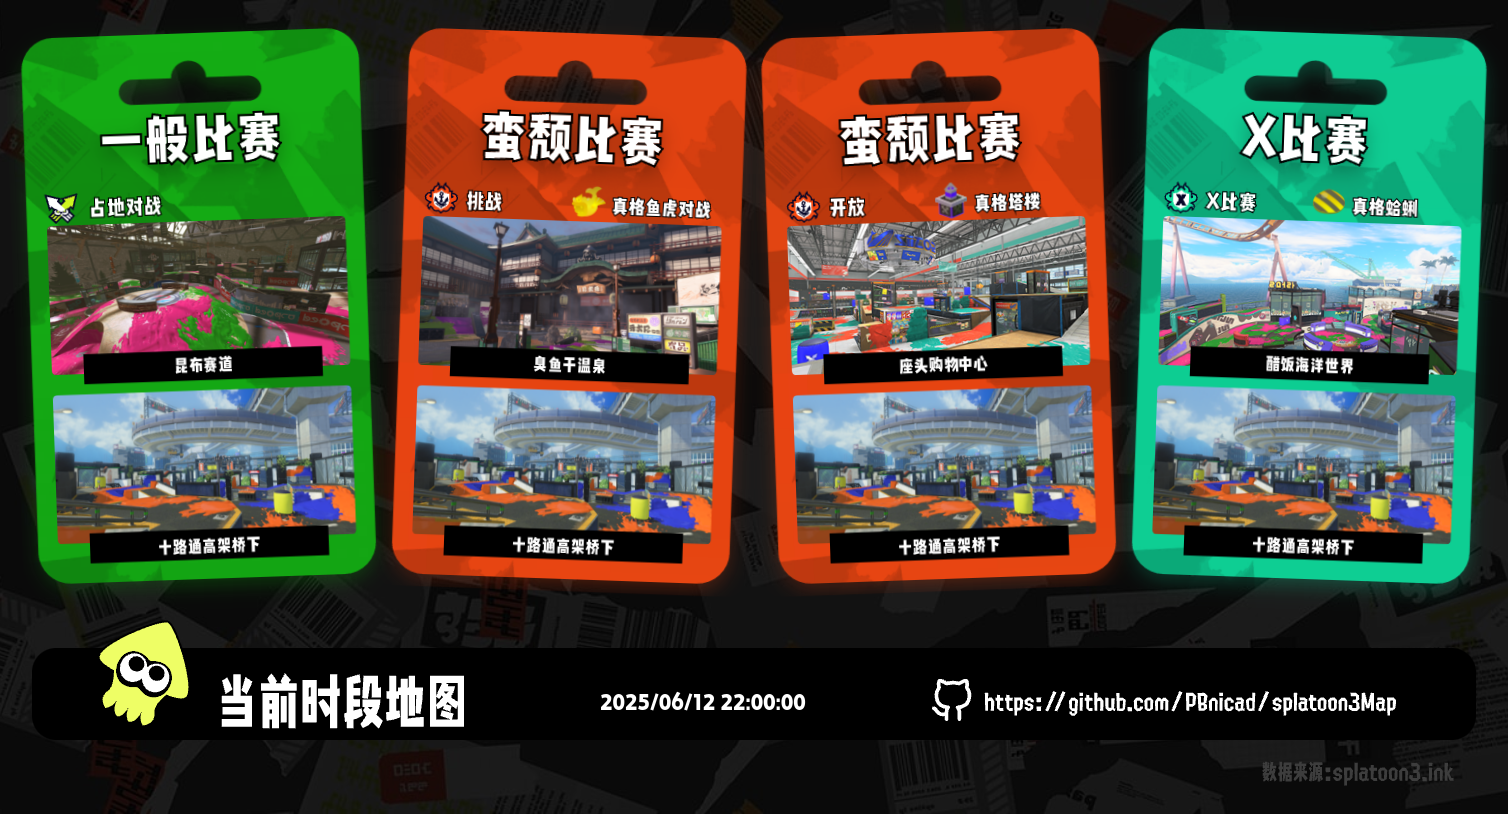 一般比赛
占地对战
昆布赛道
十路通高架桥下
蛮颓比赛
挑战
真格鱼虎对战
臭鱼干温泉
十路通高架桥下
蛮颓比赛
开放
真格塔楼
座头购物中心
十路通高架桥下
X比赛
X比赛
真格蛤蜊
醋饭海洋世界
十路通高架桥下
当前时段地图
2025/06/12 22:00:00
https://github.com/PBnicad/splatoon3Map
数据来源:splatoon3.ink